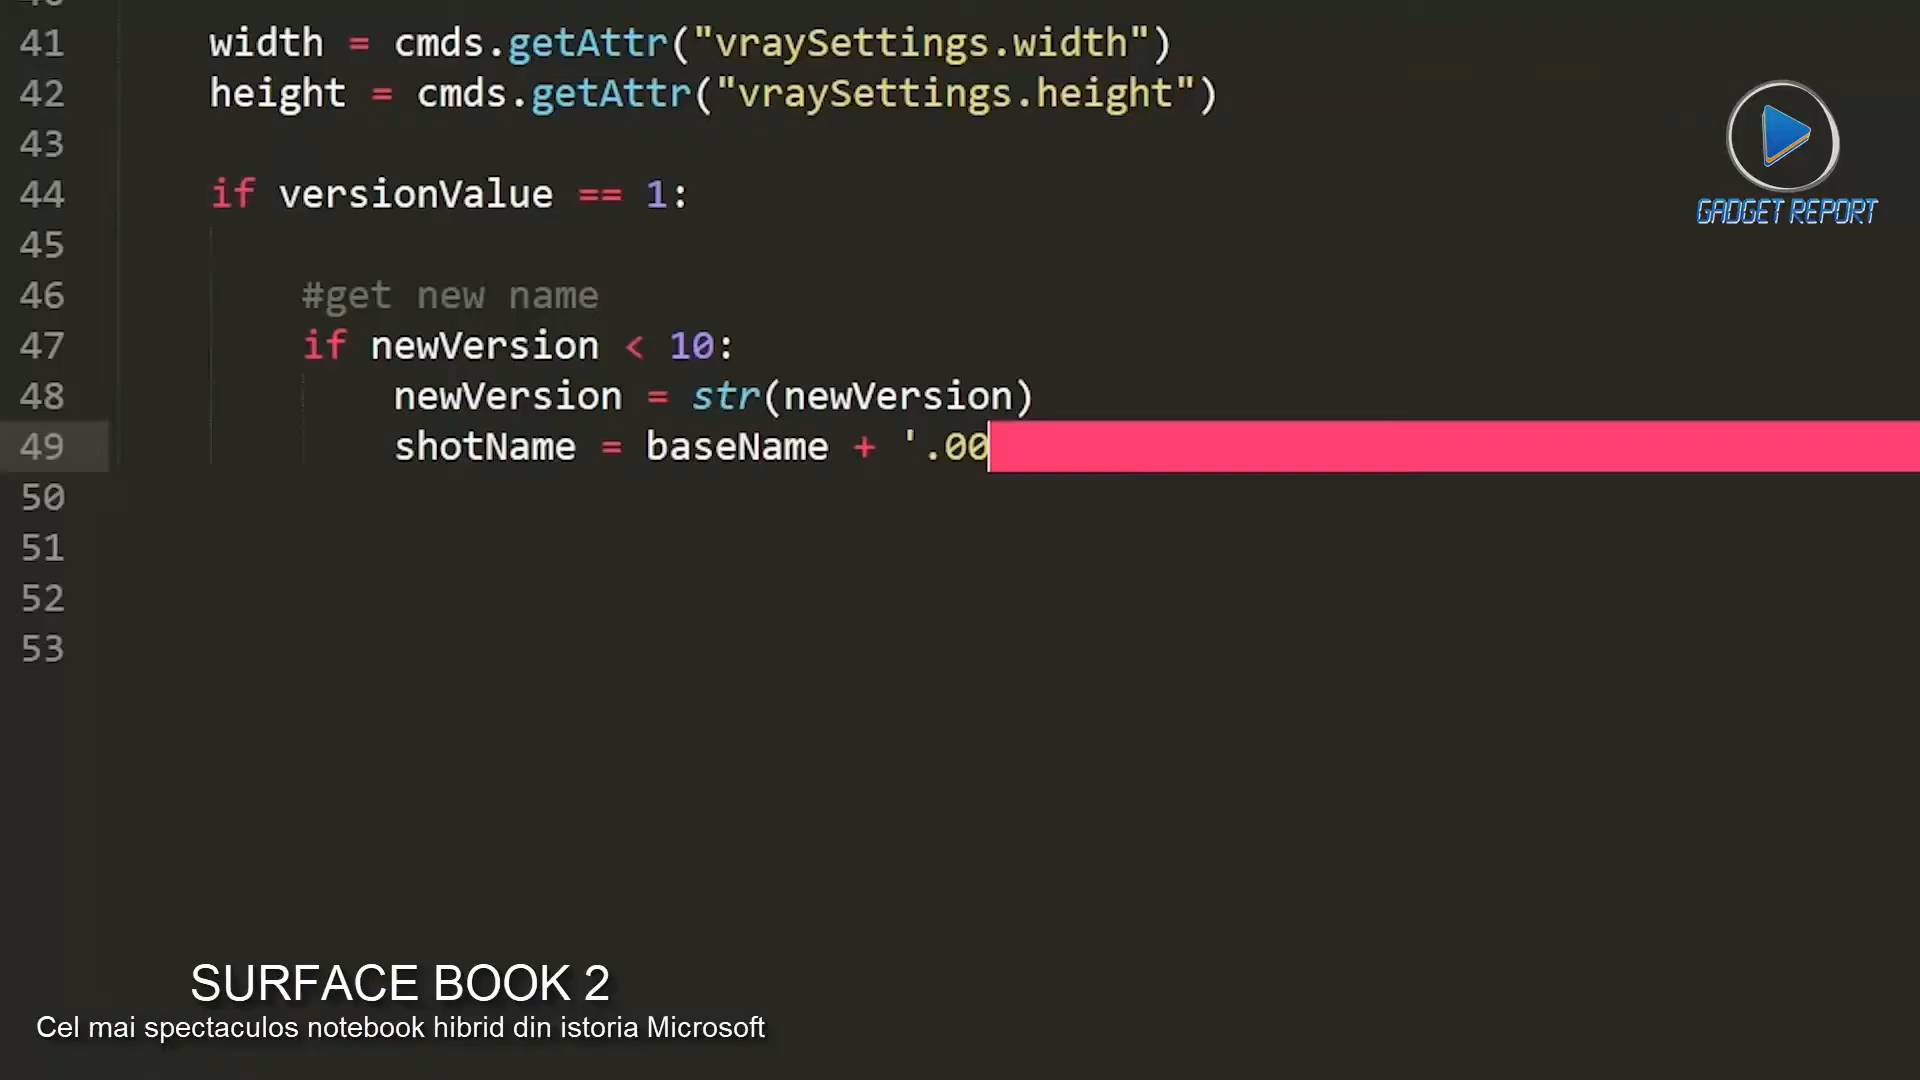 41 width = cmds.getAttr("vraySettings.width")
42 height = cmds.getAttr("vraySettings.height")
43
44 if versionValue == 1:
45
46 #get new name
47 if newVersion < 10:
48 newVersion = str(newVersion)
49 shotName = baseName + '.00
50
51
52
53
GADGET REPORT
SURFACE BOOK 2
Cel mai spectaculos notebook hibrid din istoria Microsoft